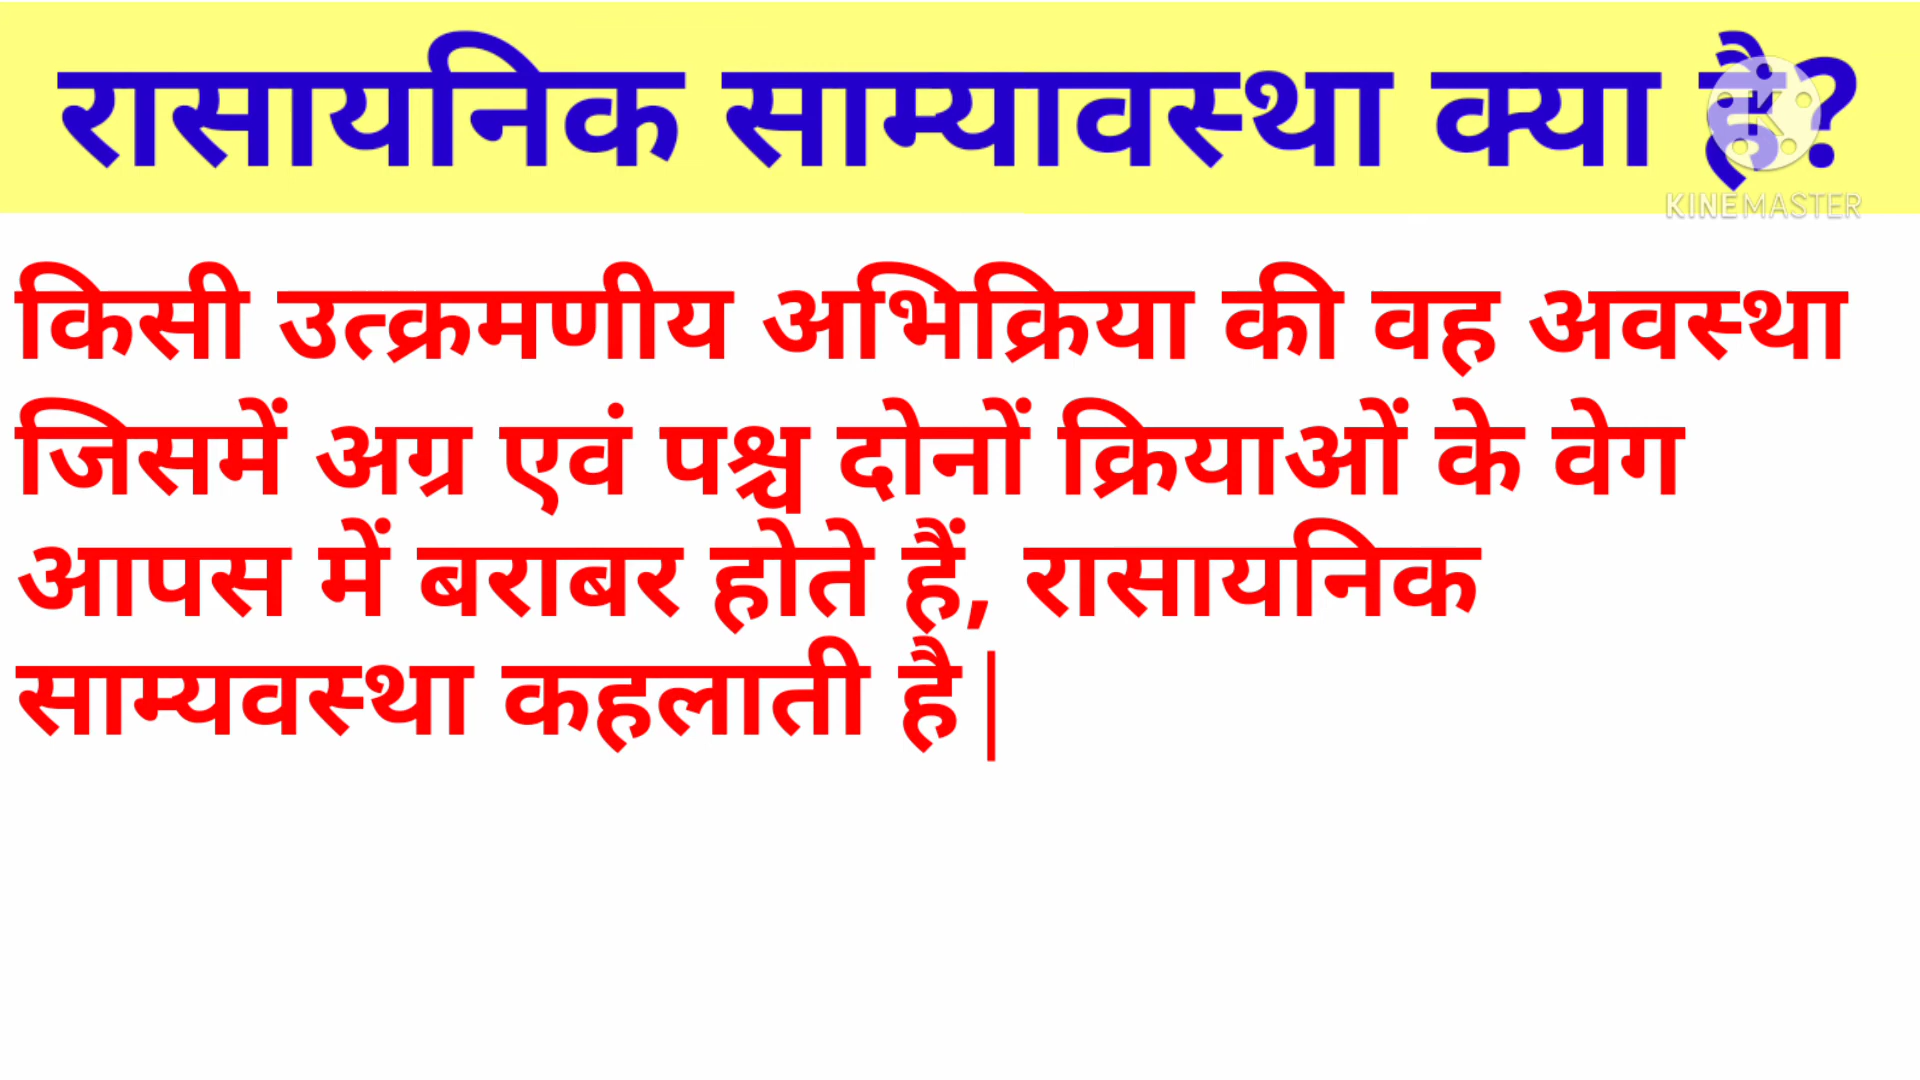 रासायनिक साम्यावस्था क्या है?
KINEMASTER
किसी उत्क्रमणीय अभिक्रिया की वह अवस्था
जिसमें अग्र एवं पश्च दोनों क्रियाओं के वेग
आपस में बराबर होते हैं, रासायनिक
साम्यवस्था कहलाती है |